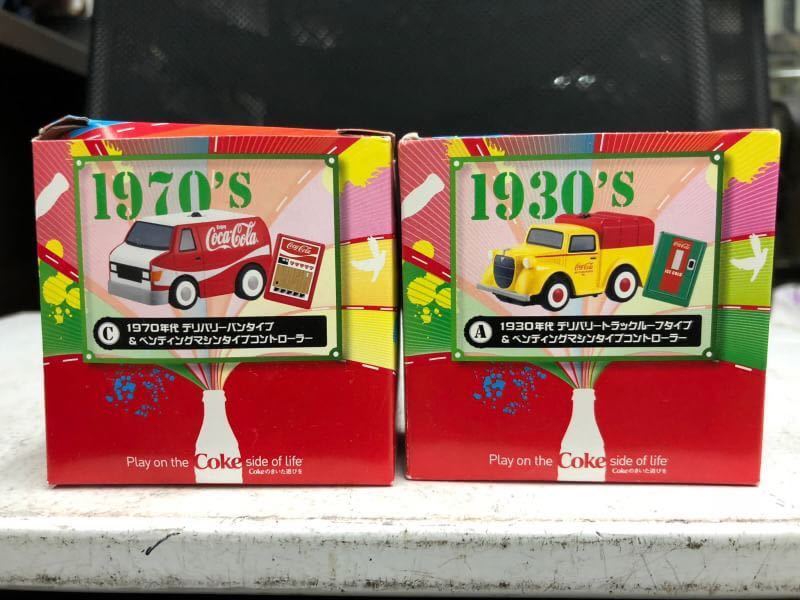 1970's
Enjoy
Coca-Cola
Coca-Cola
C 1970年代 デリバリーバンタイプ
& ベンディングマシンタイプコントローラー
Play on the Coke side of life
Cokeのきいた遊びを
1930's
Coca-Cola
Coca-Cola
ICE COLD
A 1930年代 デリバリートラックルーフタイプ
& ベンディングマシンタイプコントローラー
Play on the Coke side of life
Cokeのきいた遊びを